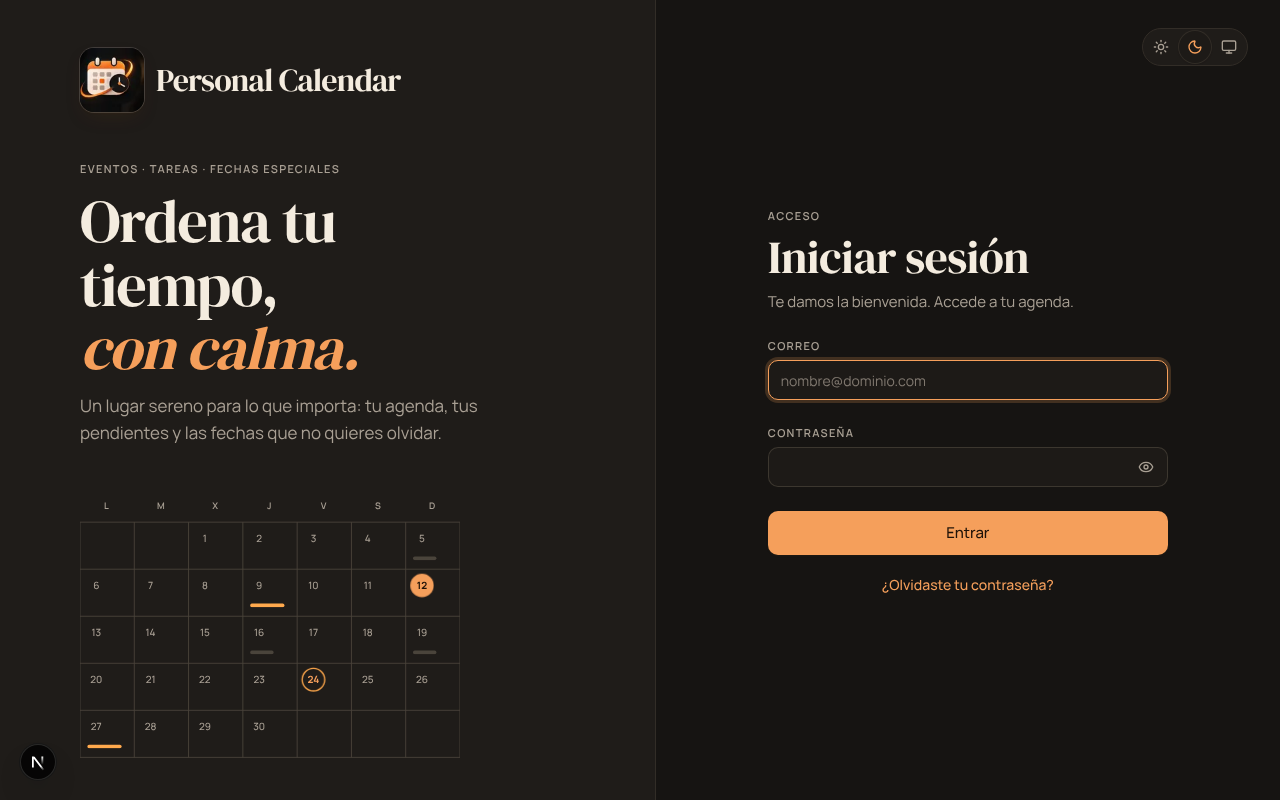 Personal Calendar
EVENTOS · TAREAS · FECHAS ESPECIALES
Ordena tu
tiempo,
con calma.
Un lugar sereno para lo que importa: tu agenda, tus
pendientes y las fechas que no quieres olvidar.
L M X J V S D
1 2 3 4 5
6 7 8 9 10 11 12
13 14 15 16 17 18 19
20 21 22 23 24 25 26
27 28 29 30
N
ACCESO
Iniciar sesión
Te damos la bienvenida. Accede a tu agenda.
CORREO
nombre@dominio.com
CONTRASEÑA
Entrar
¿Olvidaste tu contraseña?